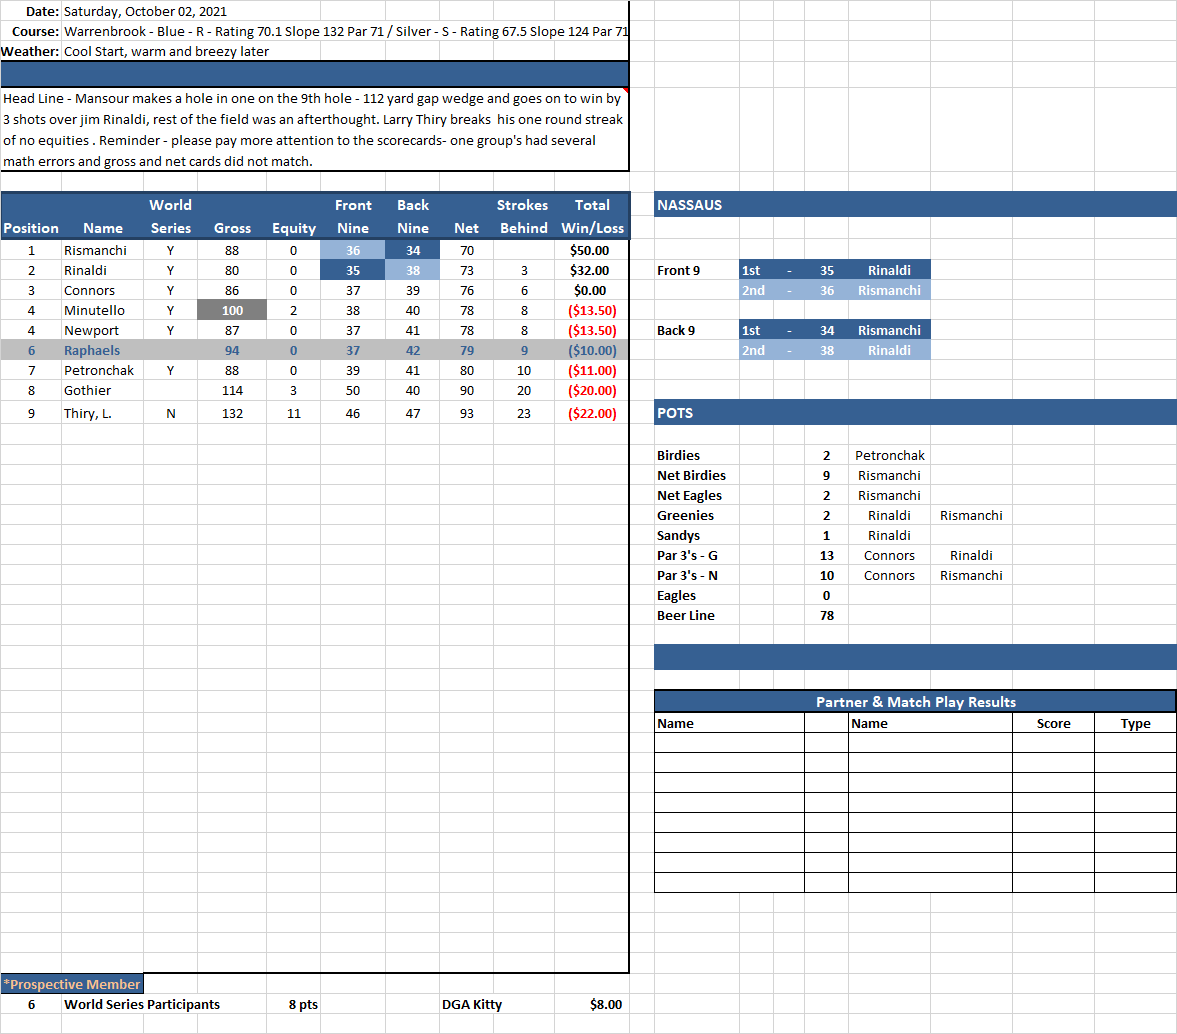 Date: Saturday, October 02, 2021
Course: Warrenbrook - Blue - R - Rating 70.1 Slope 132 Par 71 / Silver - S - Rating 67.5 Slope 124 Par 71
Weather: Cool Start, warm and breezy later
Head Line - Mansour makes a hole in one on the 9th hole - 112 yard gap wedge and goes on to win by
3 shots over jim Rinaldi, rest of the field was an afterthought. Larry Thiry breaks his one round streak
of no equities . Reminder - please pay more attention to the scorecards- one group's had several
math errors and gross and net cards did not match.
World Front Back Strokes Total
Position Name Series Gross Equity Nine Nine Net Behind Win/Loss
1 Rismanchi Y 88 0 36 34 70 $50.00
2 Rinaldi Y 80 0 35 38 73 3 $32.00
3 Connors Y 86 0 37 39 76 6 $0.00
4 Minutello Y 100 2 38 40 78 8 ($13.50)
4 Newport Y 87 0 37 41 78 8 ($13.50)
6 Raphaels 94 0 37 42 79 9 ($10.00)
7 Petronchak Y 88 0 39 41 80 10 ($11.00)
8 Gothier 114 3 50 40 90 20 ($20.00)
9 Thiry, L. N 132 11 46 47 93 23 ($22.00)
*Prospective Member
6 World Series Participants 8 pts DGA Kitty $8.00
NASSAUS
Front 9 1st - 35 Rinaldi
2nd - 36 Rismanchi
Back 9 1st - 34 Rismanchi
2nd - 38 Rinaldi
POTS
Birdies 2 Petronchak
Net Birdies 9 Rismanchi
Net Eagles 2 Rismanchi
Greenies 2 Rinaldi Rismanchi
Sandys 1 Rinaldi
Par 3's - G 13 Connors Rinaldi
Par 3's - N 10 Connors Rismanchi
Eagles 0
Beer Line 78
Partner & Match Play Results
Name Name Score Type